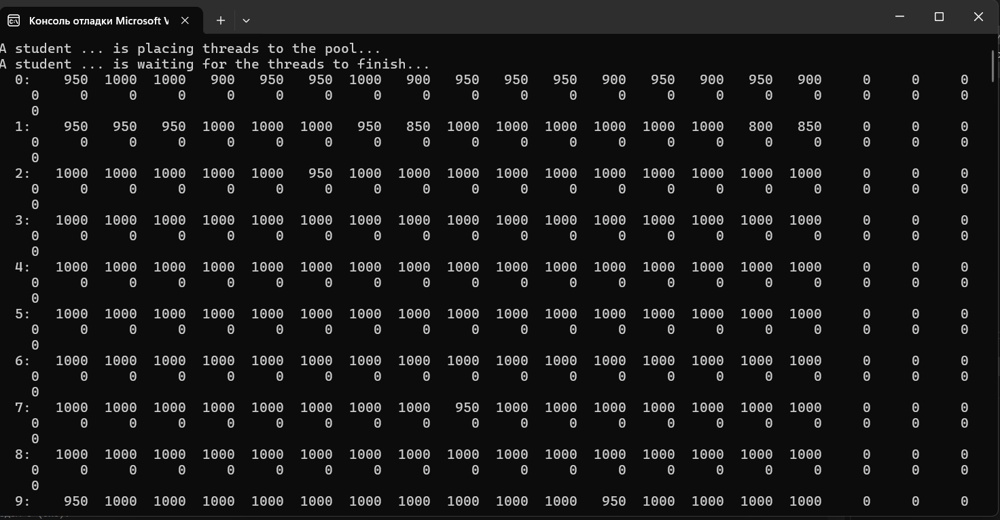 Консоль отладки Microsoft V
A student ... is placing threads to the pool...
A student ... is waiting for the threads to finish...
0: 950 1000 1000 900 950 950 1000 900 950 950 950 900 950 900 950 900 0 0 0
0 0 0 0 0 0 0 0 0 0 0 0 0 0 0 0 0 0 0 0
0
1: 950 950 950 1000 1000 1000 950 850 1000 1000 1000 1000 1000 1000 800 850 0 0 0
0 0 0 0 0 0 0 0 0 0 0 0 0 0 0 0 0 0 0 0
0
2: 1000 1000 1000 1000 1000 950 1000 1000 1000 1000 1000 1000 1000 1000 1000 1000 0 0 0
0 0 0 0 0 0 0 0 0 0 0 0 0 0 0 0 0 0 0 0
0
3: 1000 1000 1000 1000 1000 1000 1000 1000 1000 1000 1000 1000 1000 1000 1000 1000 0 0 0
0 0 0 0 0 0 0 0 0 0 0 0 0 0 0 0 0 0 0 0
0
4: 1000 1000 1000 1000 1000 1000 1000 1000 1000 1000 1000 1000 1000 1000 1000 1000 0 0 0
0 0 0 0 0 0 0 0 0 0 0 0 0 0 0 0 0 0 0 0
0
5: 1000 1000 1000 1000 1000 1000 1000 1000 1000 1000 1000 1000 1000 1000 1000 1000 0 0 0
0 0 0 0 0 0 0 0 0 0 0 0 0 0 0 0 0 0 0 0
0
6: 1000 1000 1000 1000 1000 1000 1000 1000 1000 1000 1000 1000 1000 1000 1000 1000 0 0 0
0 0 0 0 0 0 0 0 0 0 0 0 0 0 0 0 0 0 0 0
0
7: 1000 1000 1000 1000 1000 1000 1000 1000 950 1000 1000 1000 1000 1000 1000 1000 0 0 0
0 0 0 0 0 0 0 0 0 0 0 0 0 0 0 0 0 0 0 0
0
8: 1000 1000 1000 1000 1000 1000 1000 1000 1000 1000 1000 1000 1000 1000 1000 1000 0 0 0
0 0 0 0 0 0 0 0 0 0 0 0 0 0 0 0 0 0 0 0
0
9: 950 1000 1000 1000 1000 1000 1000 1000 1000 1000 1000 950 1000 1000 1000 1000 0 0 0